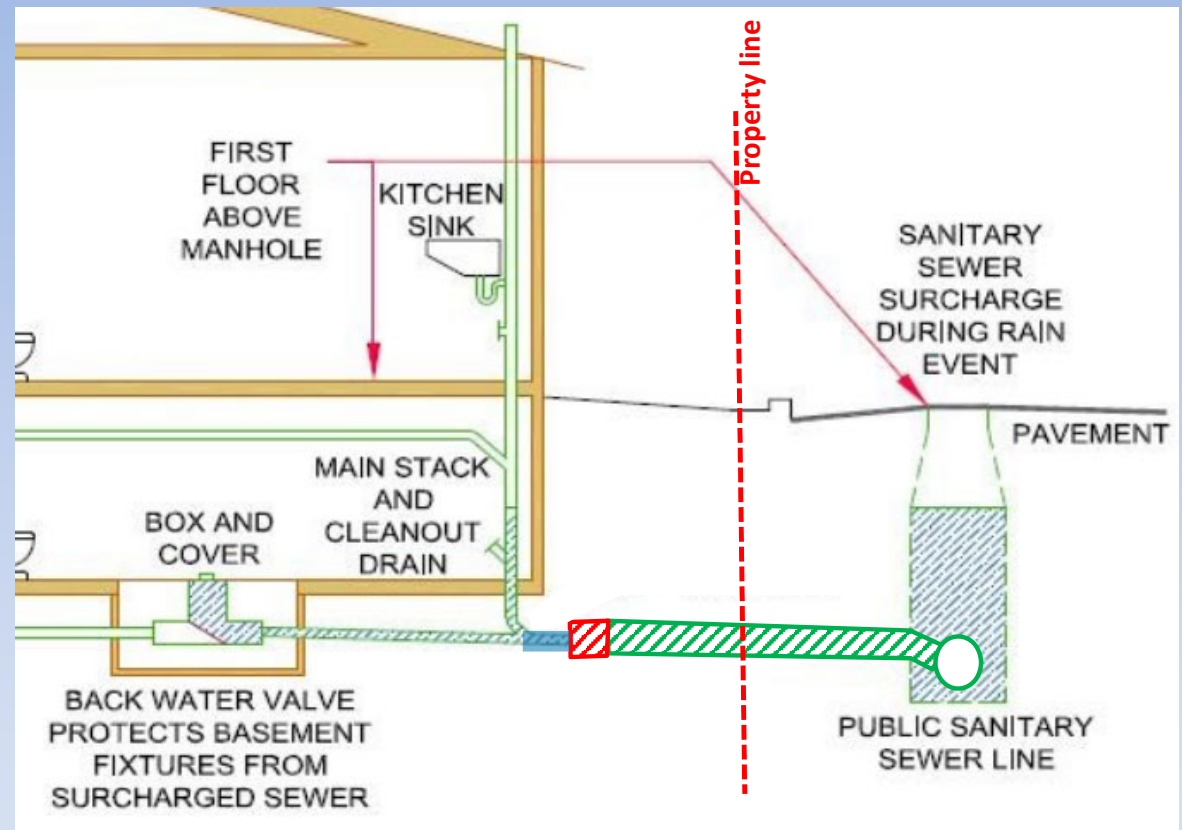 Property line
FIRST
FLOOR
ABOVE
MANHOLE
KITCHEN
SINK
SANITARY
SEWER
SURCHARGE
DURING RAIN
EVENT
PAVEMENT
MAIN STACK
AND
CLEANOUT
DRAIN
BOX AND
COVER
BACK WATER VALVE
PROTECTS BASEMENT
FIXTURES FROM
SURCHARGED SEWER
PUBLIC SANITARY
SEWER LINE